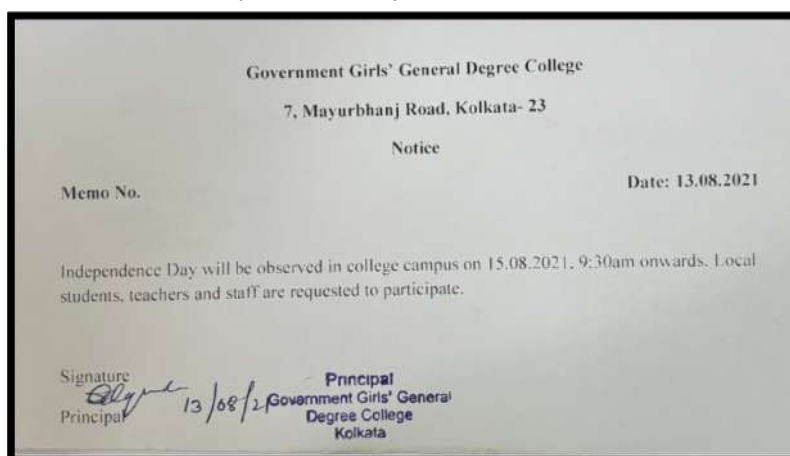 Government Girls' General Degree College
7, Mayurbhanj Road, Kolkata- 23
Notice
Memo No.
Date: 13.08.2021
Independence Day will be observed in college campus on 15.08.2021, 9:30am onwards. Local
students, teachers and staff are requested to participate.
Signature
13/08/2
Principal
Principal
Government Girls' General
Degree College
Kolkata